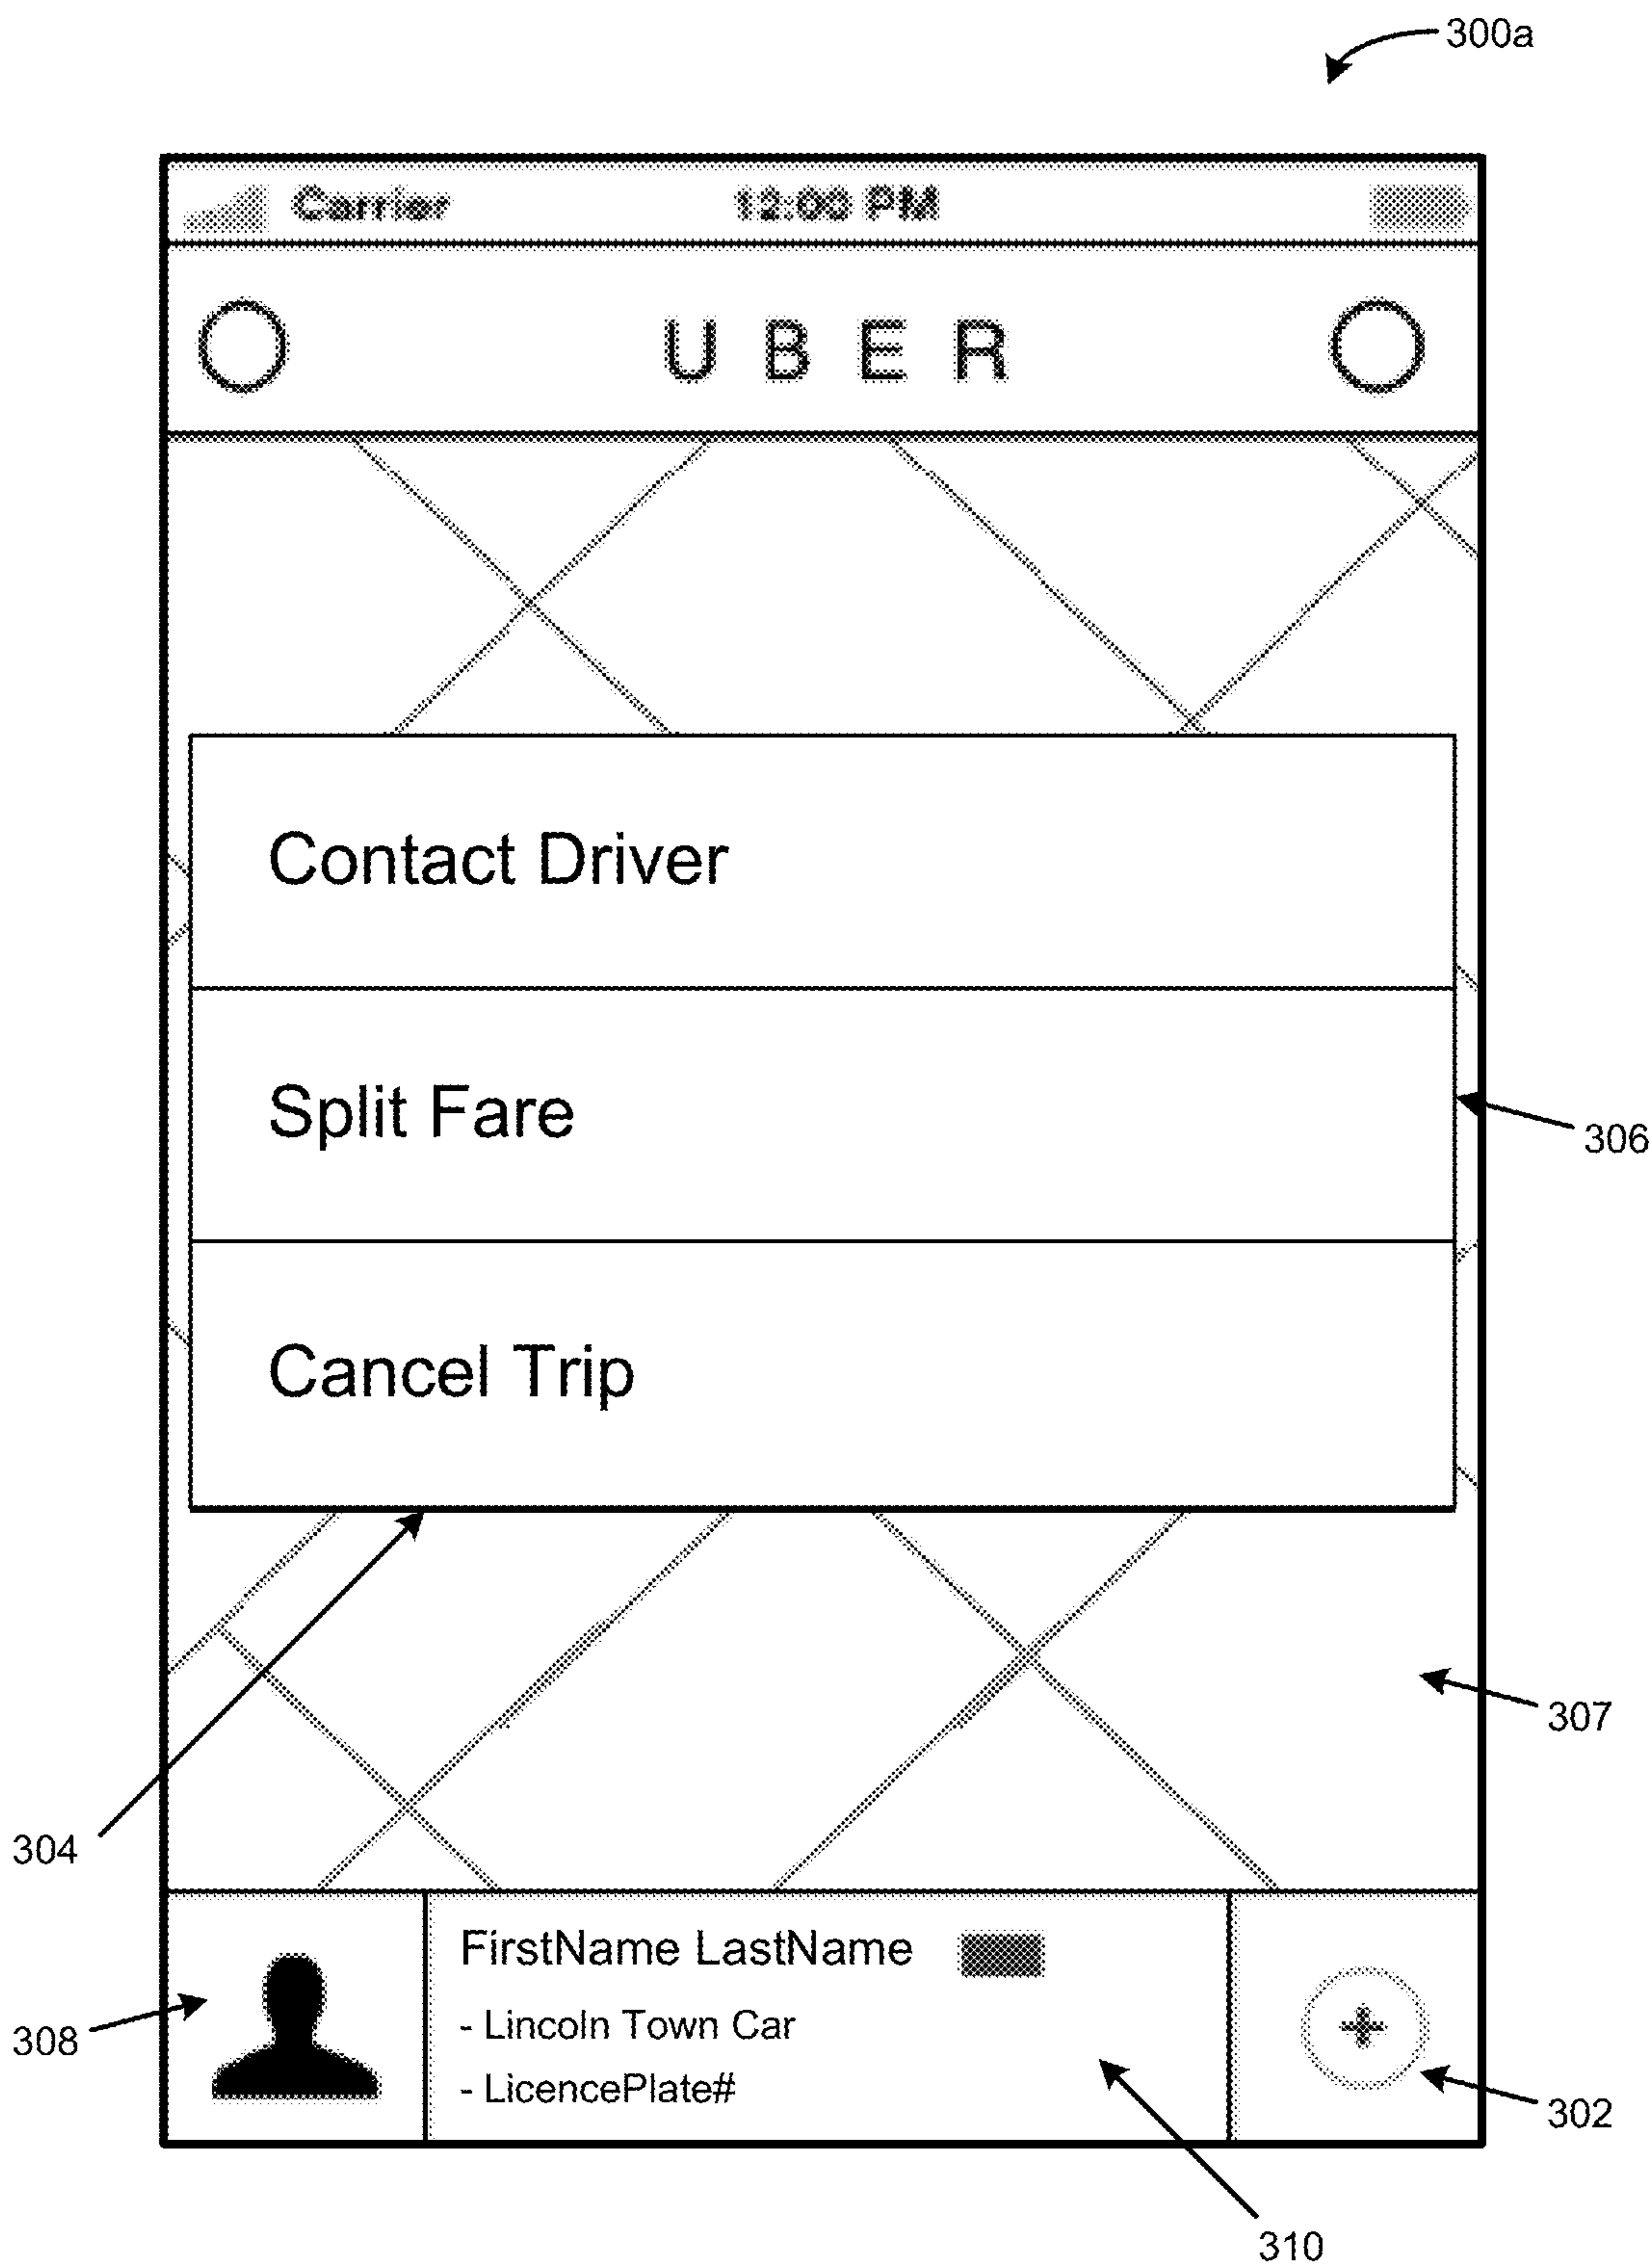 300a
Carrier 12:00 PM
U B E R
Contact Driver
Split Fare
306
Cancel Trip
307
304
FirstName LastName
308
- Lincoln Town Car
- LicencePlate#
302
310